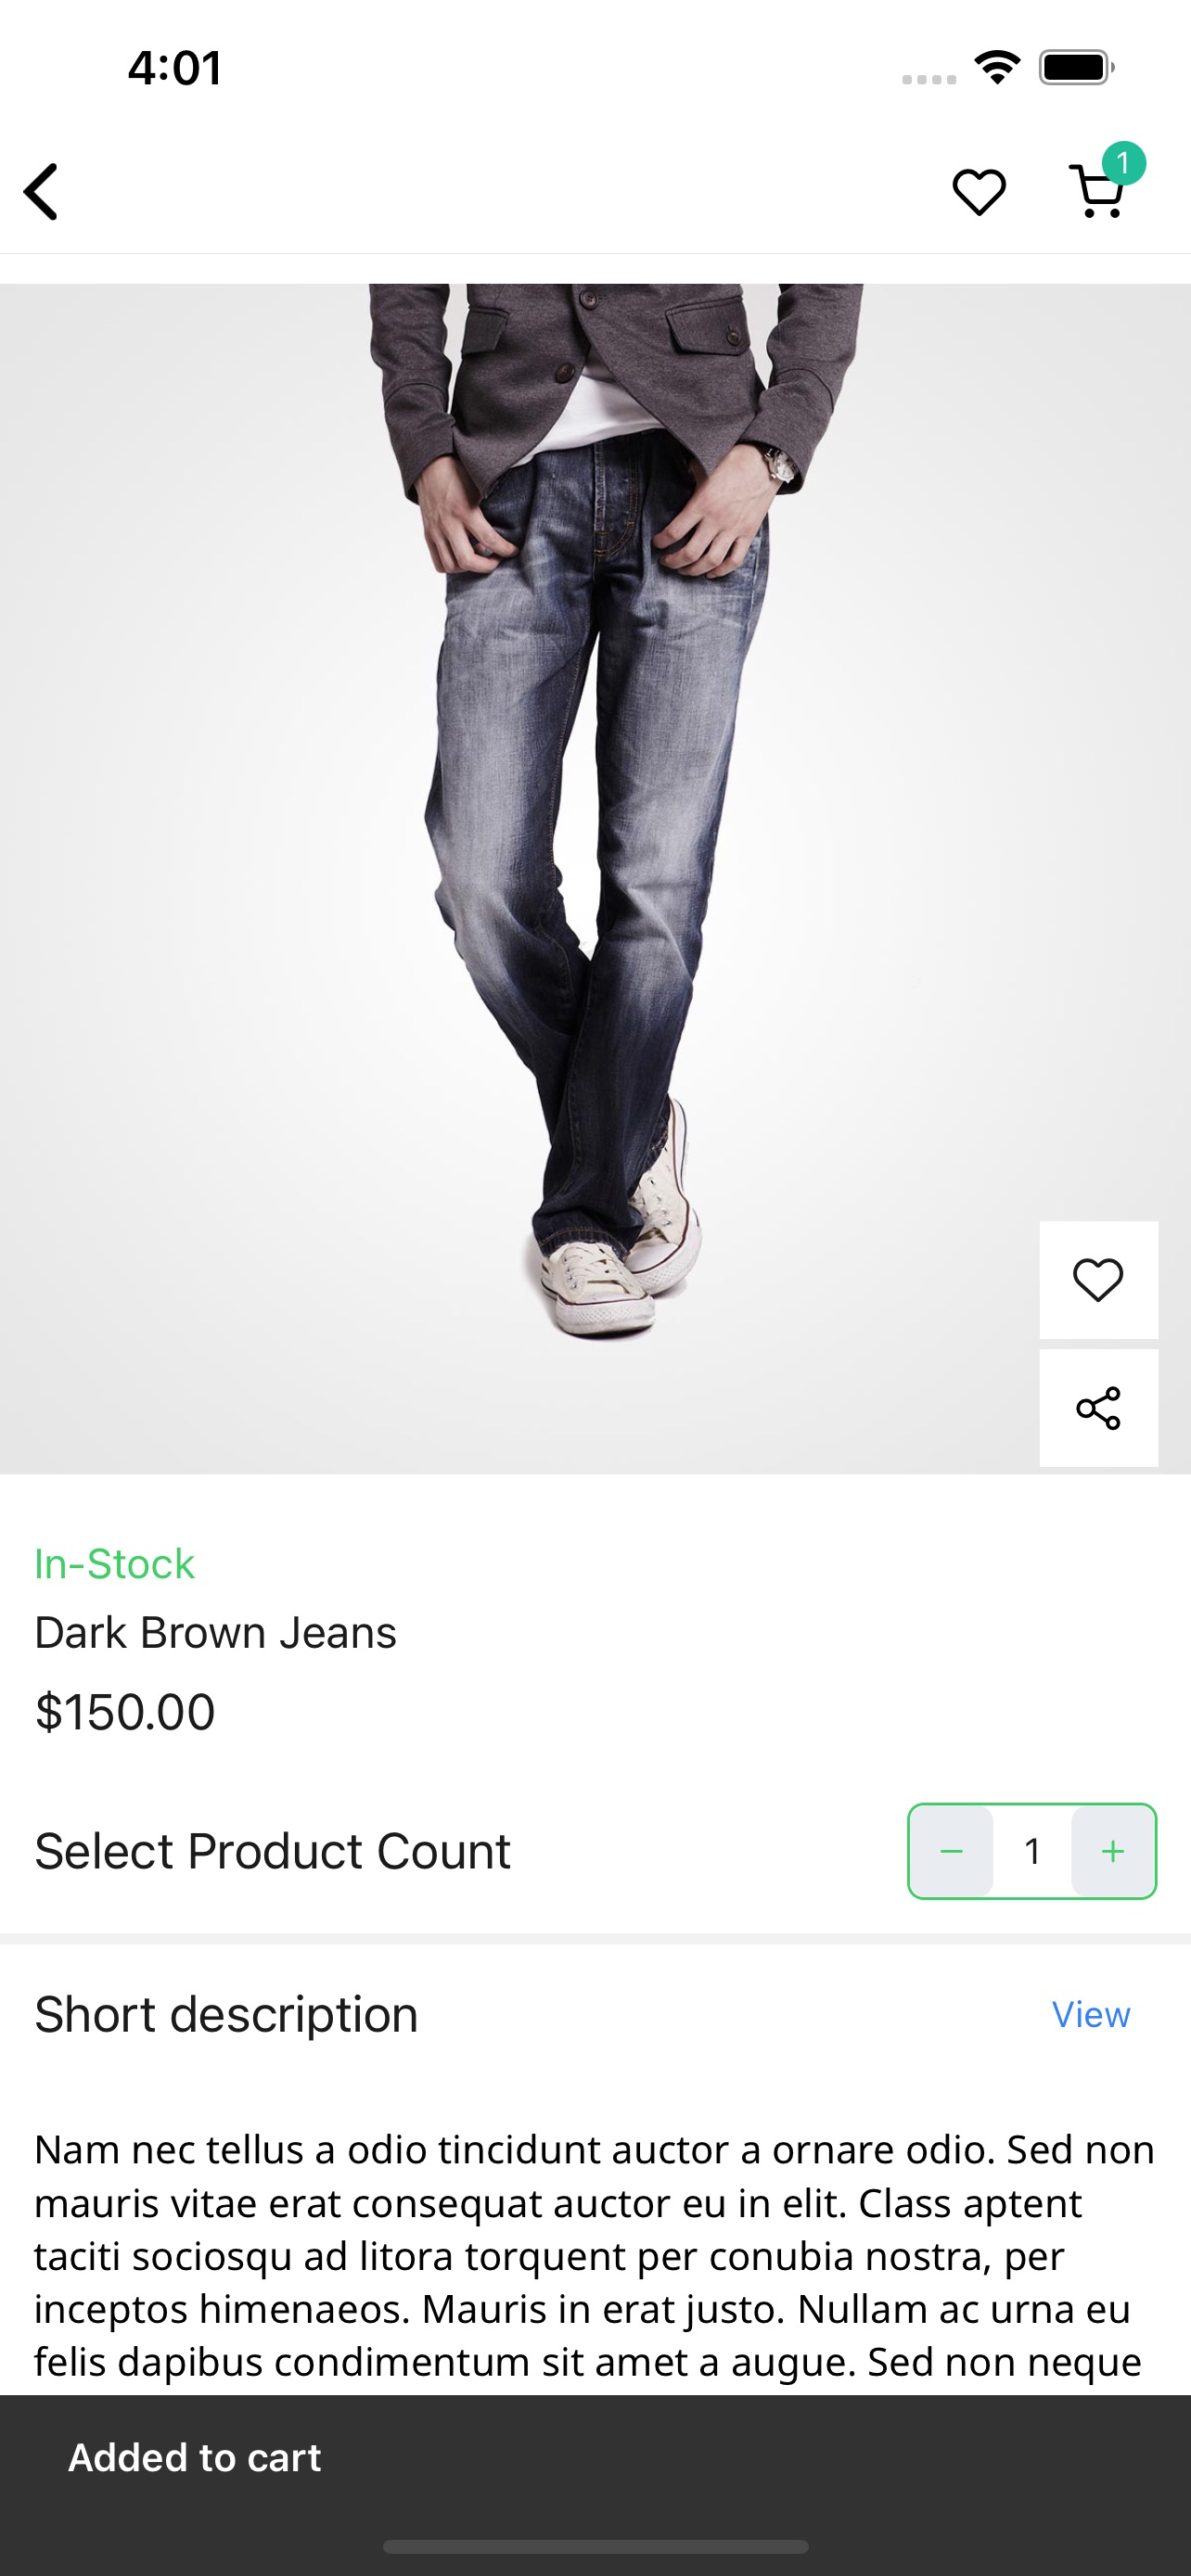 4:01
1
In-Stock
Dark Brown Jeans
$150.00
Select Product Count
− 1 +
Short description
View
Nam nec tellus a odio tincidunt auctor a ornare odio. Sed non
mauris vitae erat consequat auctor eu in elit. Class aptent
taciti sociosqu ad litora torquent per conubia nostra, per
inceptos himenaeos. Mauris in erat justo. Nullam ac urna eu
felis dapibus condimentum sit amet a augue. Sed non neque
Added to cart